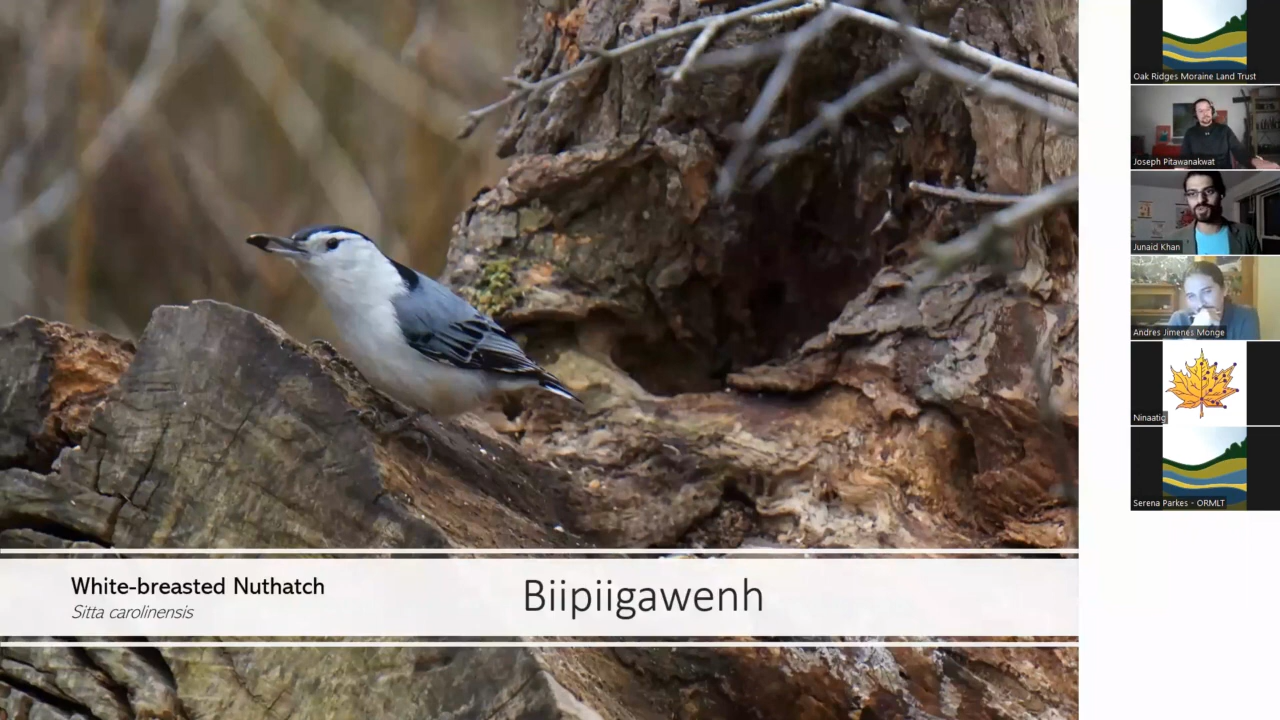 White-breasted Nuthatch
Sitta carolinensis
Biipiigawenh
Oak Ridges Moraine Land Trust
Joseph Pitawanakwat
Junaid Khan
Andres Jimenes Monge
Ninaatig
Serena Parkes - ORMLT